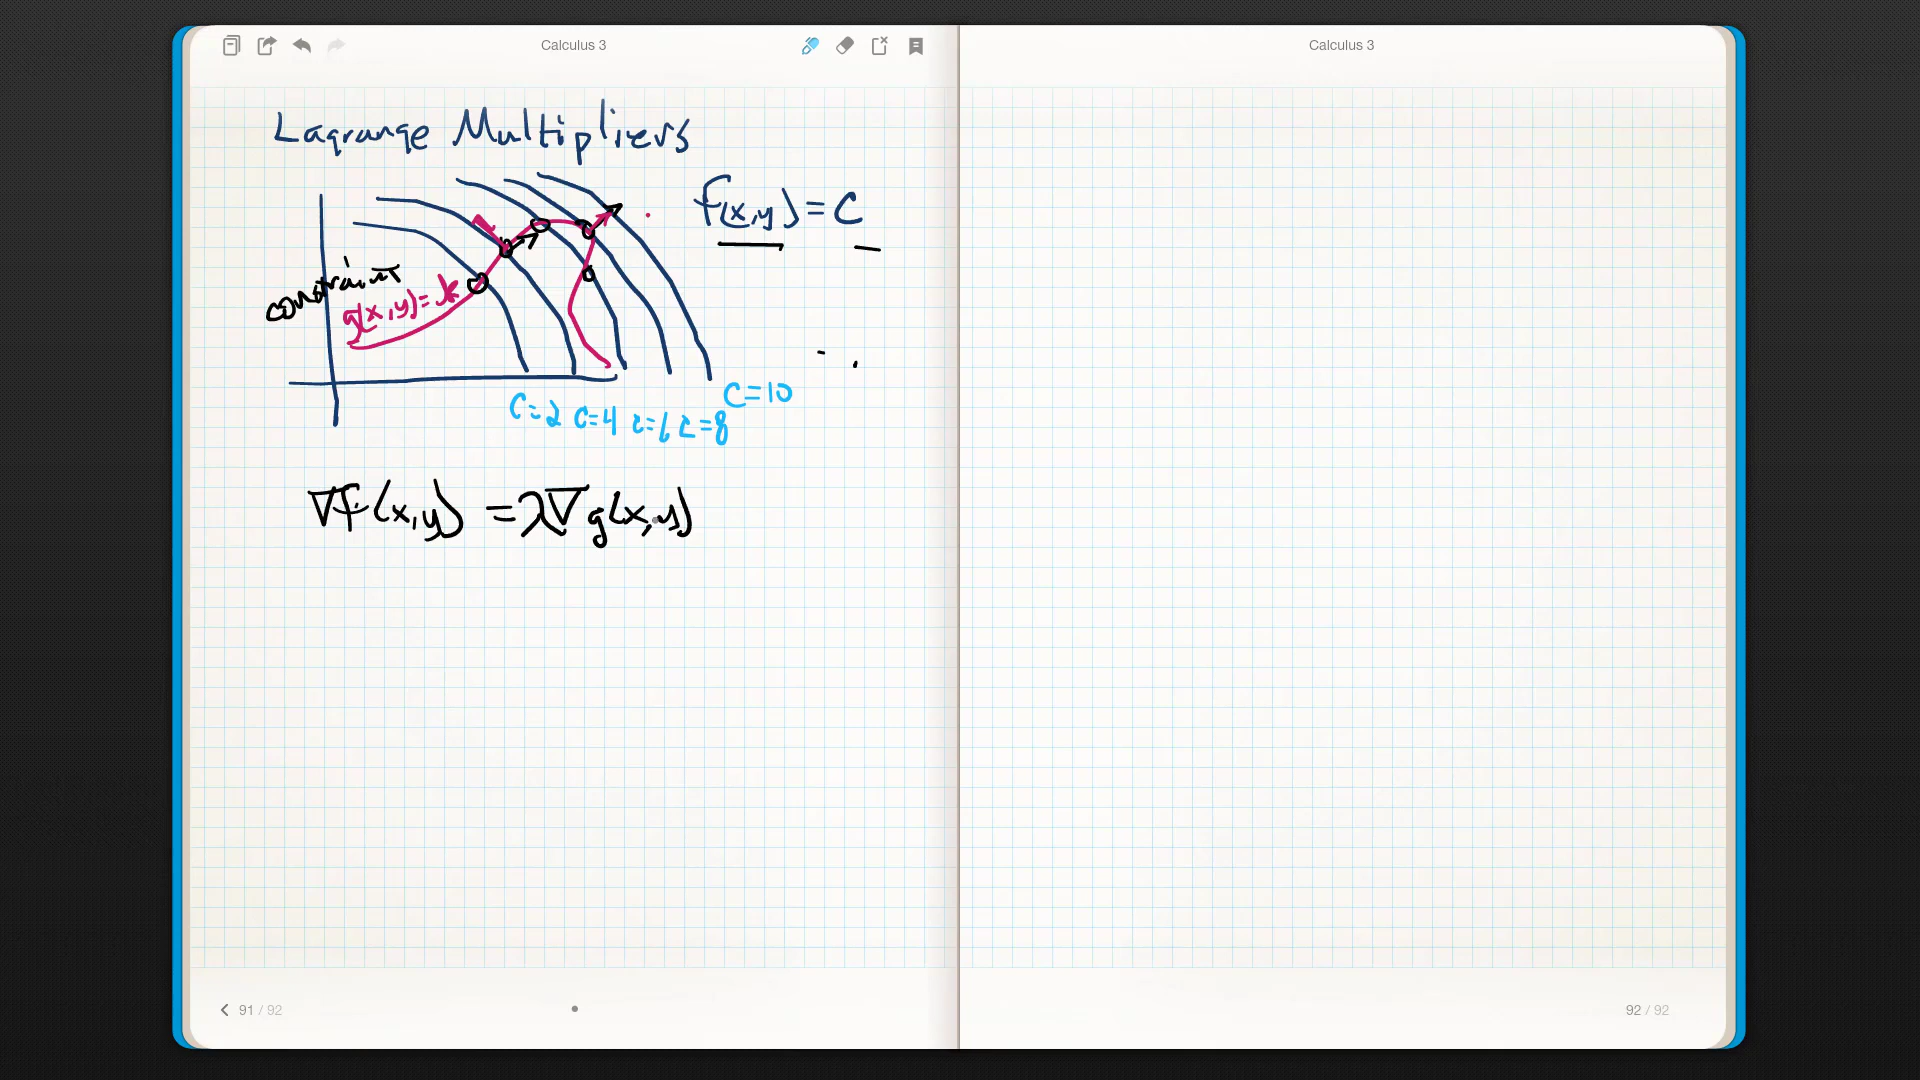 Calculus 3
Calculus 3
Lagrange Multipliers
f(x,y) = C
constraint
g(x,y)=k
C=2 C=4 C=6 C=8 C=10
∇f(x,y) = λ∇g(x,y)
91 / 92
92 / 92